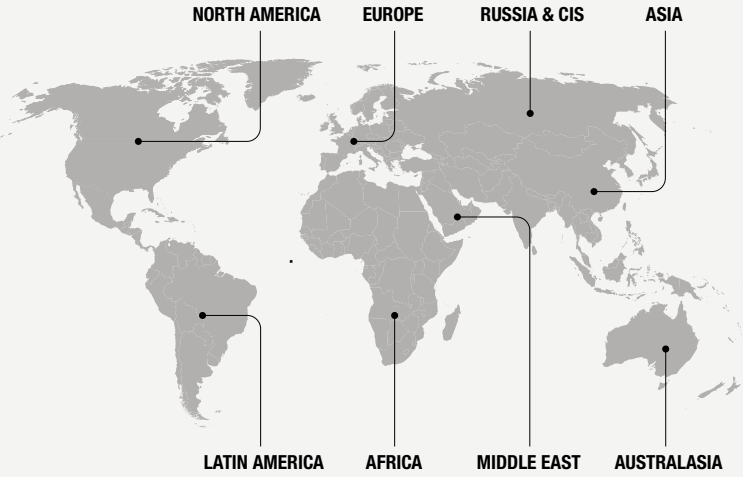 NORTH AMERICA
EUROPE
RUSSIA & CIS
ASIA
LATIN AMERICA
AFRICA
MIDDLE EAST
AUSTRALASIA